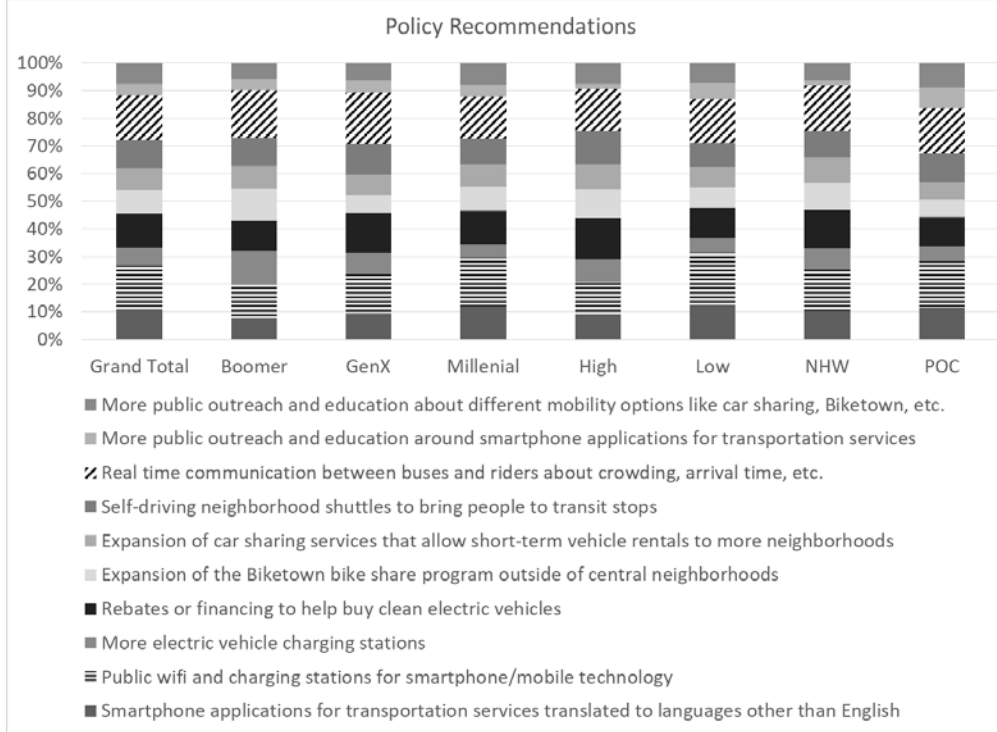 Policy Recommendations
100%
90%
80%
70%
60%
50%
40%
30%
20%
10%
0%
Grand Total Boomer GenX Millenial High Low NHW POC
More public outreach and education about different mobility options like car sharing, Biketown, etc.
More public outreach and education around smartphone applications for transportation services
Real time communication between buses and riders about crowding, arrival time, etc.
Self-driving neighborhood shuttles to bring people to transit stops
Expansion of car sharing services that allow short-term vehicle rentals to more neighborhoods
Expansion of the Biketown bike share program outside of central neighborhoods
Rebates or financing to help buy clean electric vehicles
More electric vehicle charging stations
Public wifi and charging stations for smartphone/mobile technology
Smartphone applications for transportation services translated to languages other than English